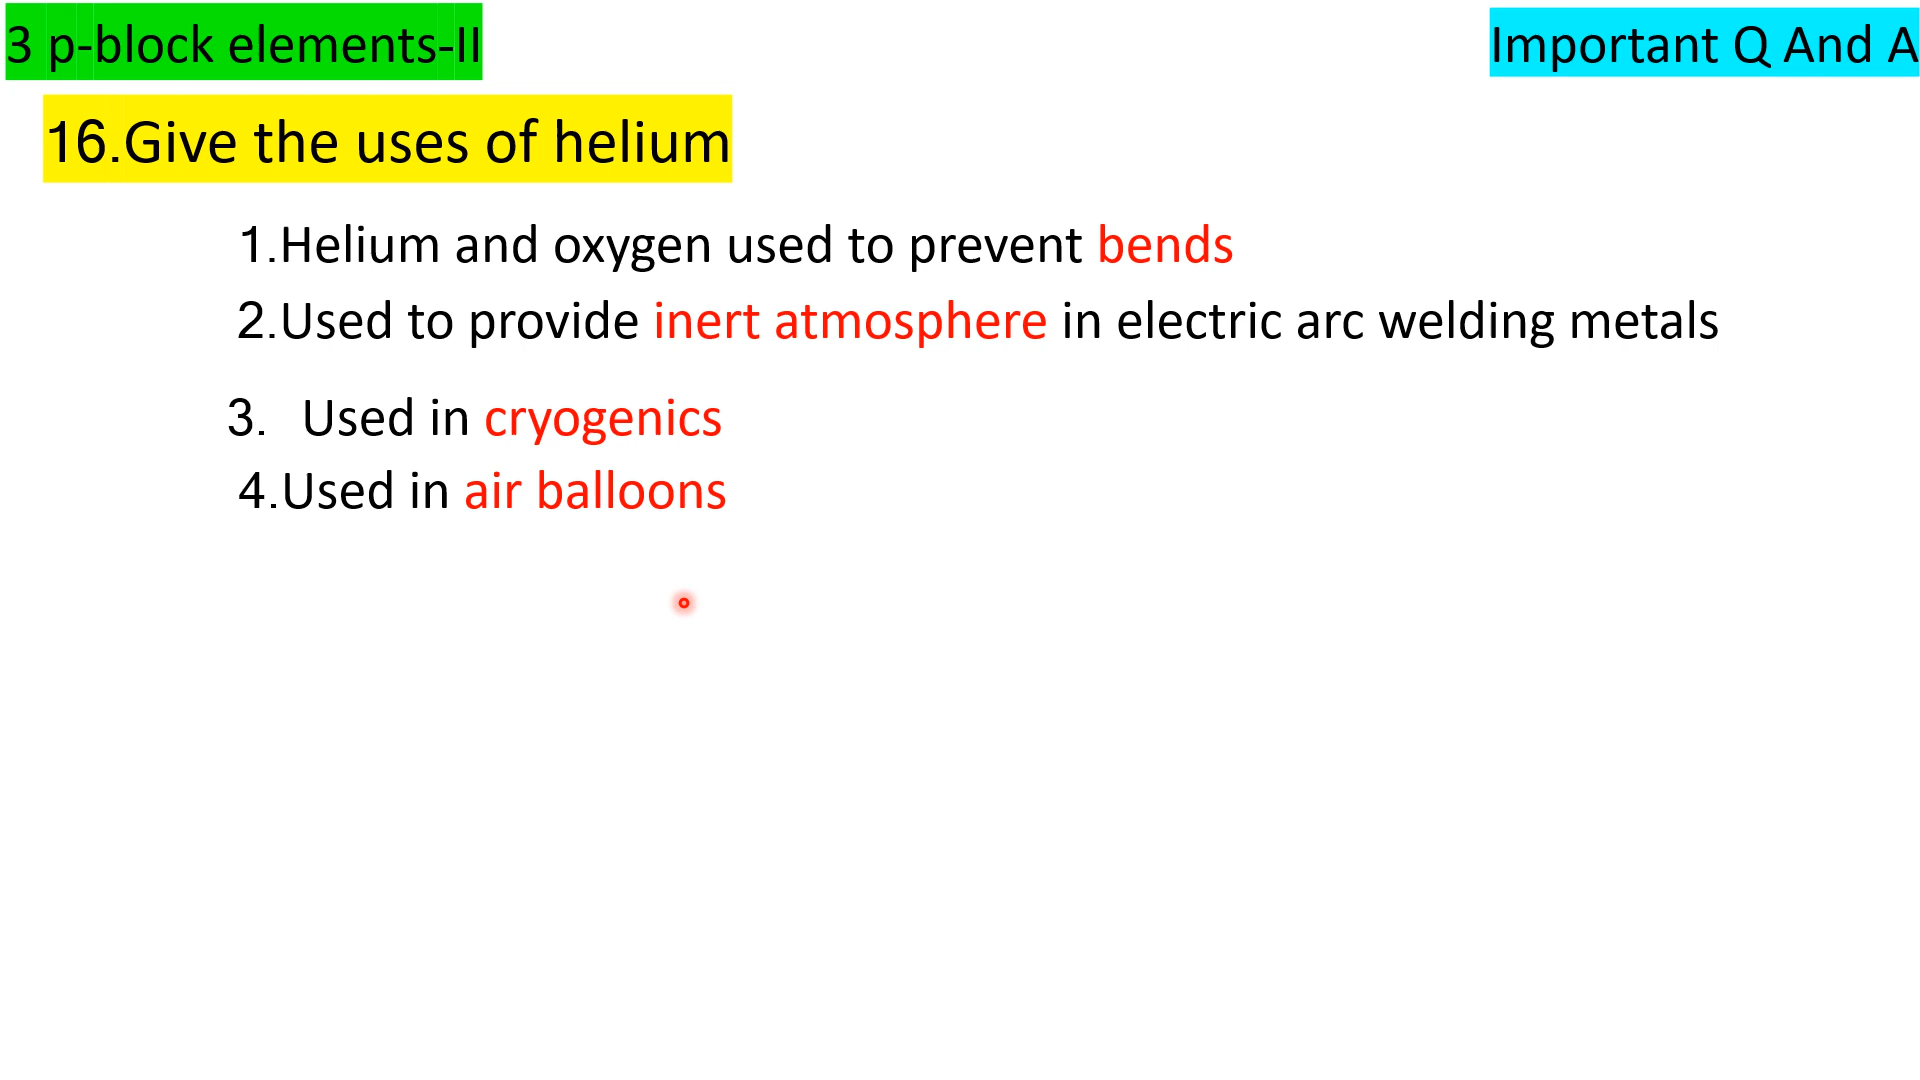 3 p-block elements-II
Important Q And A
16.Give the uses of helium
1.Helium and oxygen used to prevent bends
2.Used to provide inert atmosphere in electric arc welding metals
3. Used in cryogenics
4.Used in air balloons